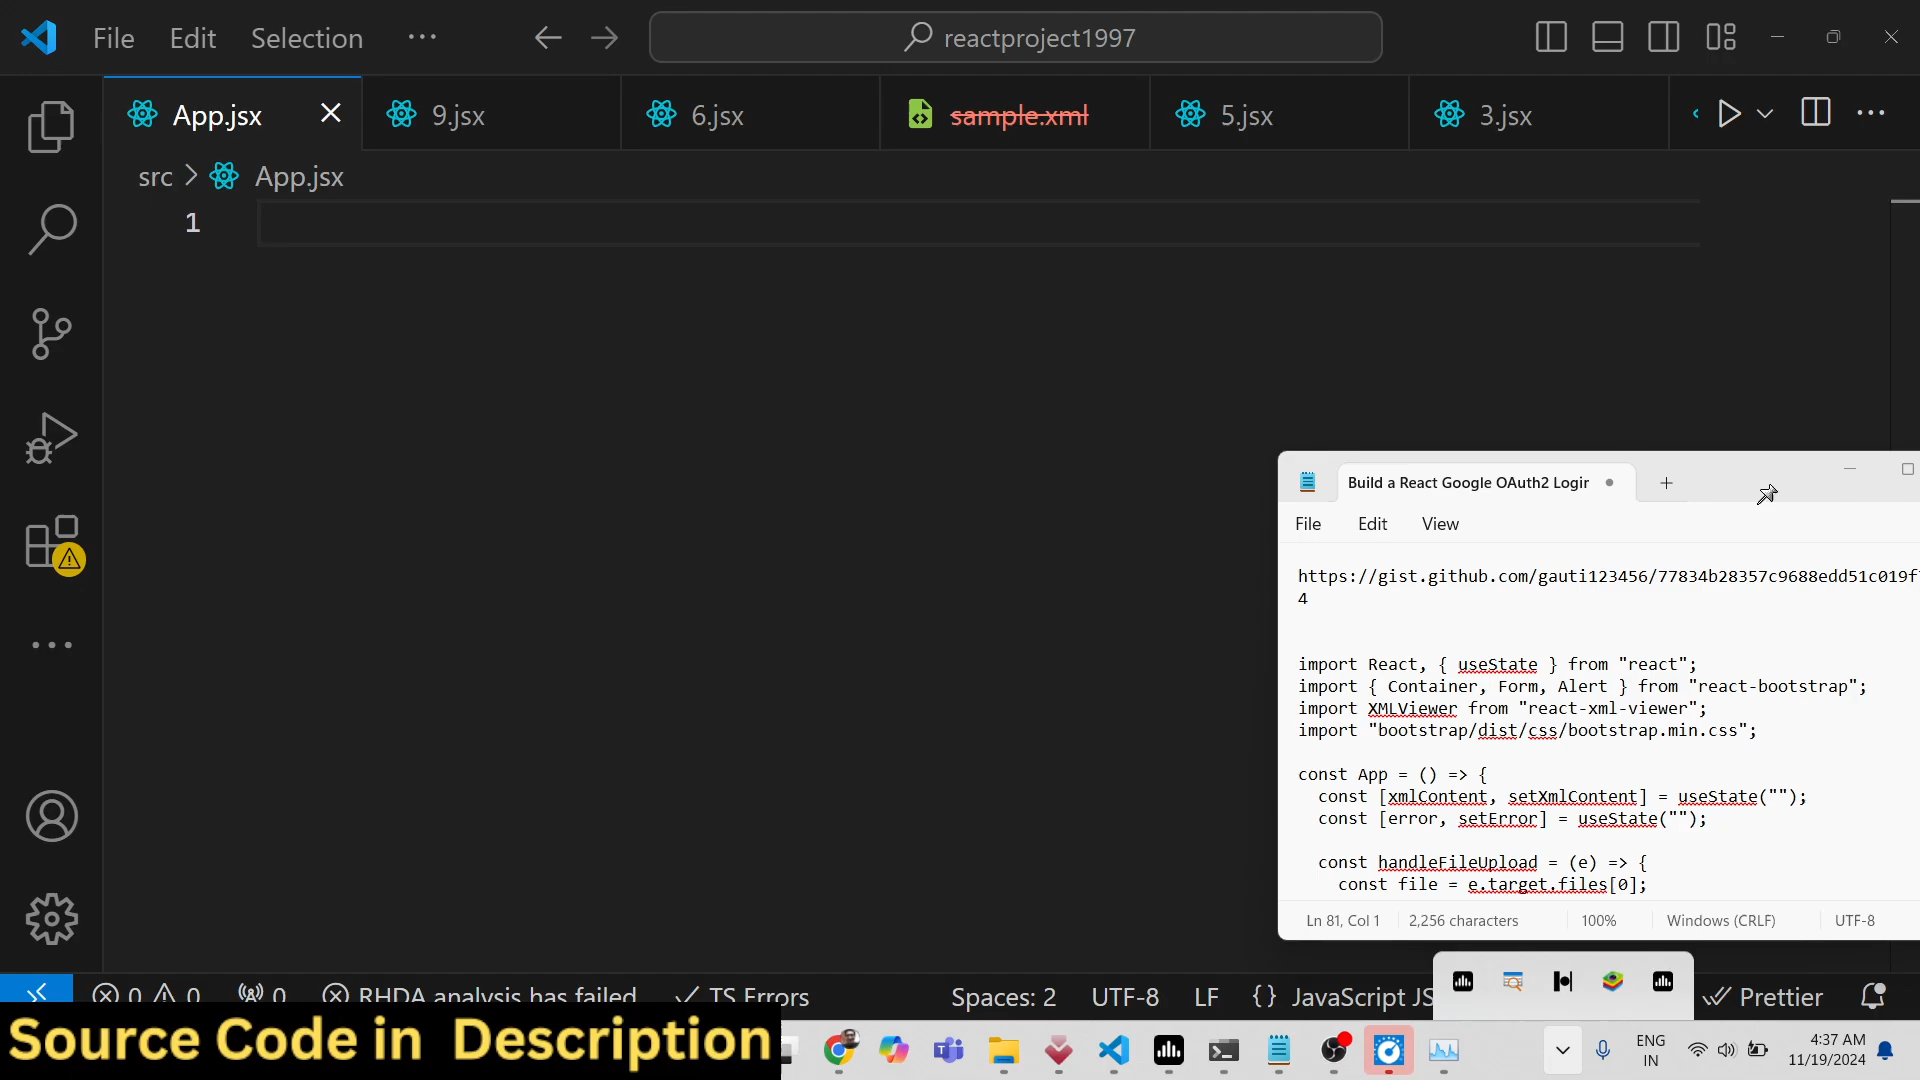 File Edit Selection ···
reactproject1997
App.jsx 9.jsx 6.jsx sample.xml 5.jsx 3.jsx
src > App.jsx
1
Build a React Google OAuth2 Login
File Edit View
https://gist.github.com/gauti123456/77834b28357c9688edd51c019f
4
import React, { useState } from "react";
import { Container, Form, Alert } from "react-bootstrap";
import XMLViewer from "react-xml-viewer";
import "bootstrap/dist/css/bootstrap.min.css";
const App = () => {
const [xmlContent, setXmlContent] = useState("");
const [error, setError] = useState("");
const handleFileUpload = (e) => {
const file = e.target.files[0];
Ln 81, Col 1 2,256 characters 100% Windows (CRLF) UTF-8
0 0 0 RHDA analysis has failed TS Errors Spaces: 2 UTF-8 LF {} JavaScript JS Prettier
Source Code in Description
ENG
IN
4:37 AM
11/19/2024